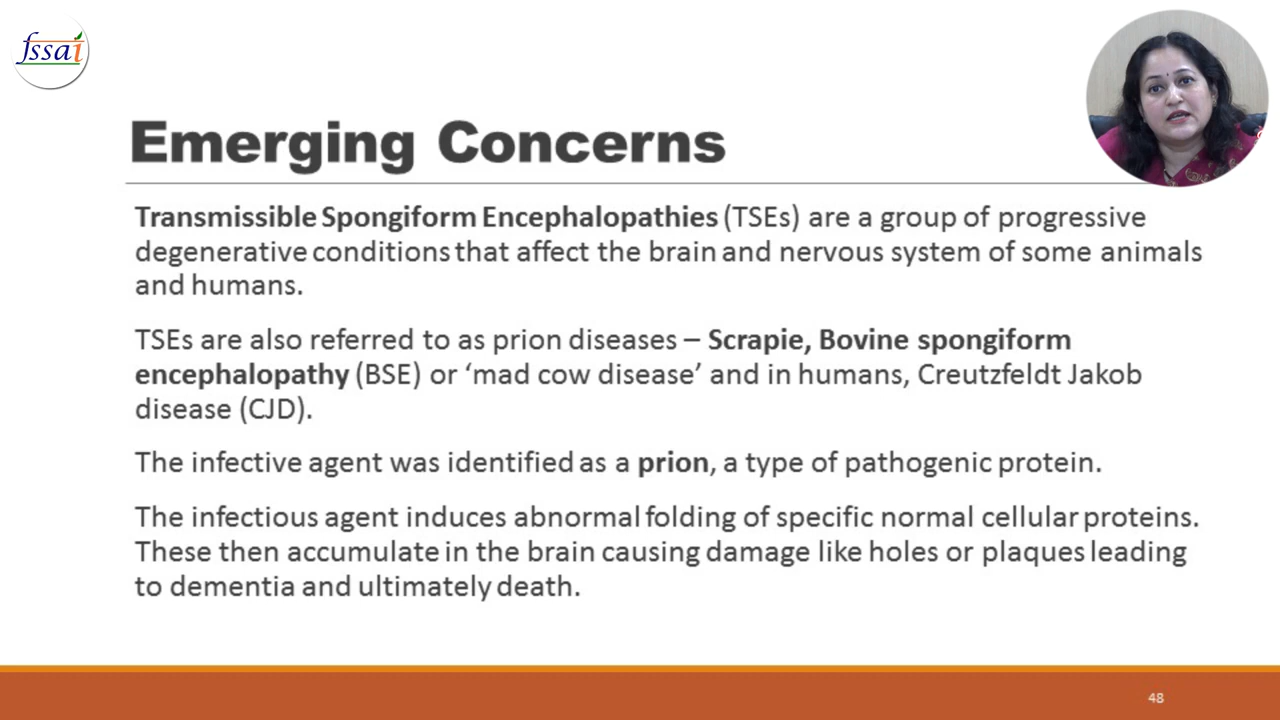 fssai
Emerging Concerns
Transmissible Spongiform Encephalopathies (TSEs) are a group of progressive
degenerative conditions that affect the brain and nervous system of some animals
and humans.
TSEs are also referred to as prion diseases – Scrapie, Bovine spongiform
encephalopathy (BSE) or ‘mad cow disease’ and in humans, Creutzfeldt Jakob
disease (CJD).
The infective agent was identified as a prion, a type of pathogenic protein.
The infectious agent induces abnormal folding of specific normal cellular proteins.
These then accumulate in the brain causing damage like holes or plaques leading
to dementia and ultimately death.
48